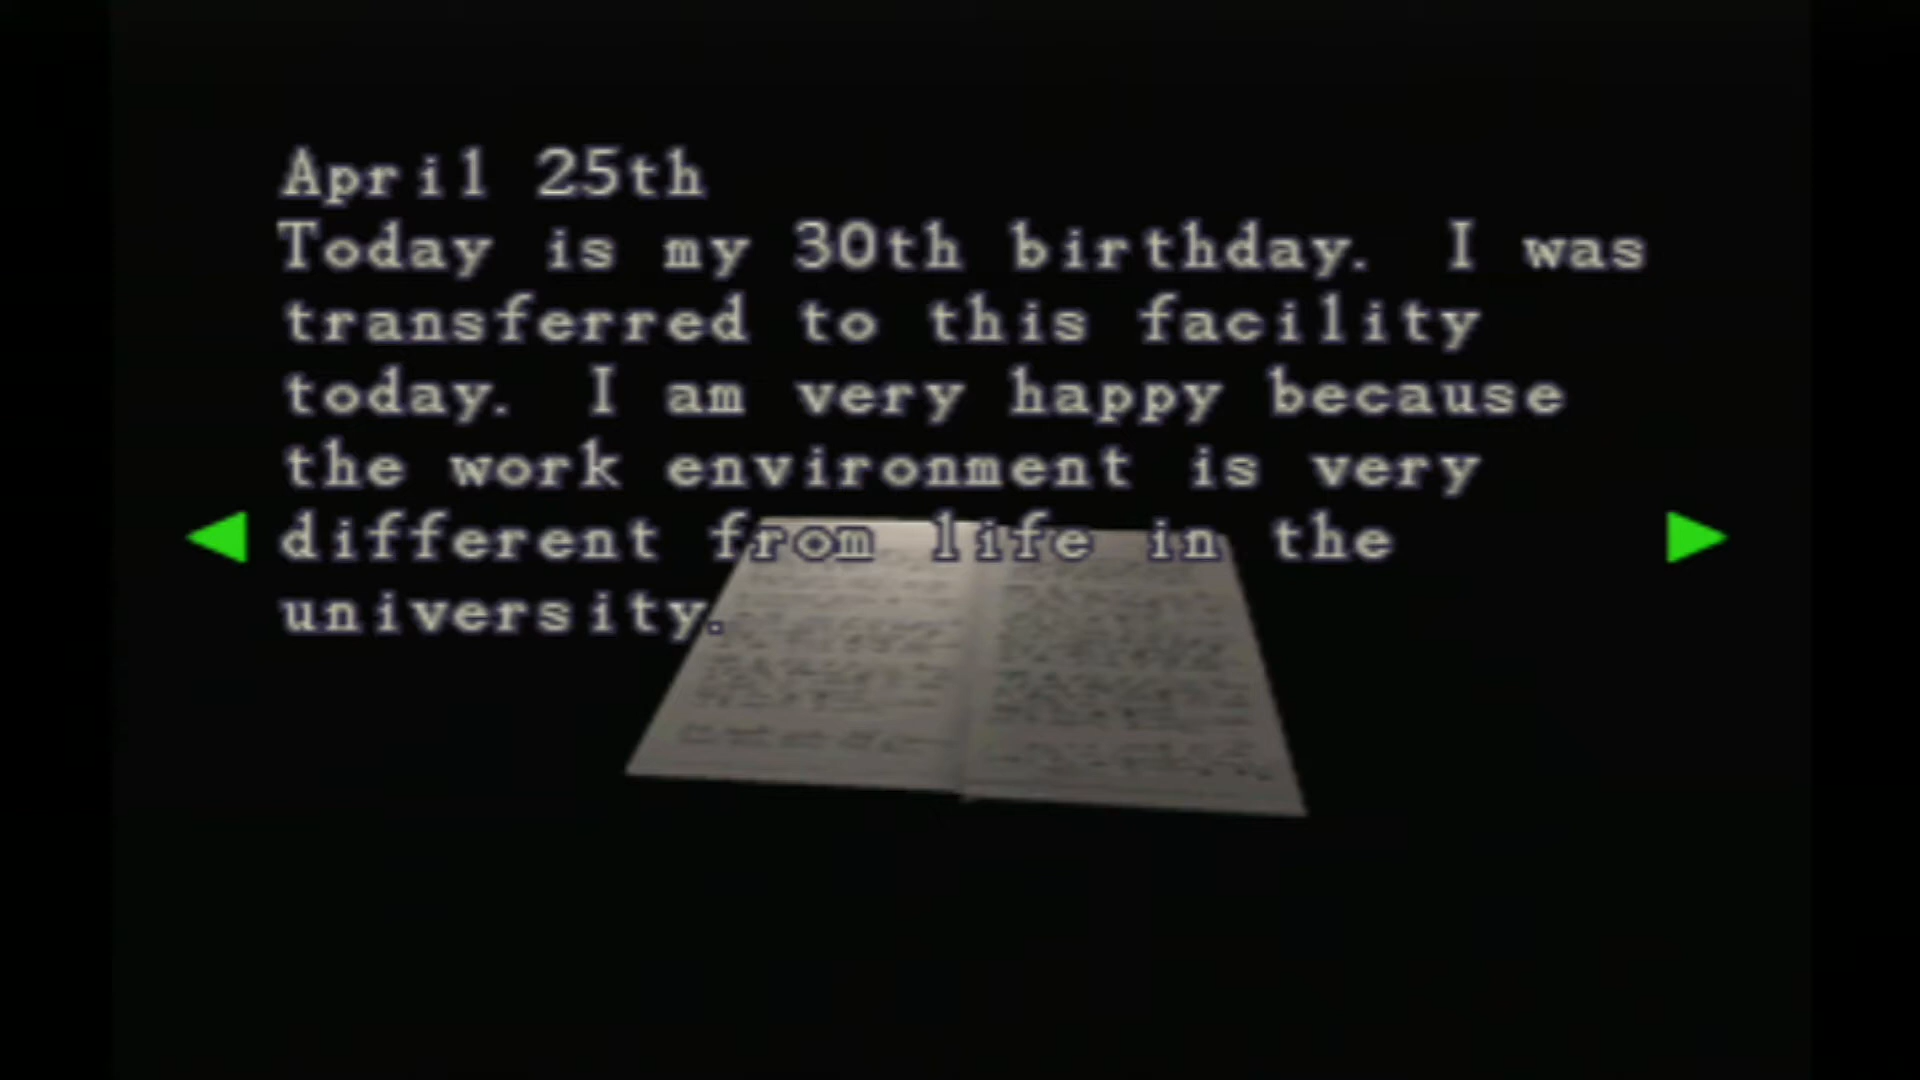 April 25th
Today is my 30th birthday. I was
transferred to this facility
today. I am very happy because
the work environment is very
different from life in the
university.